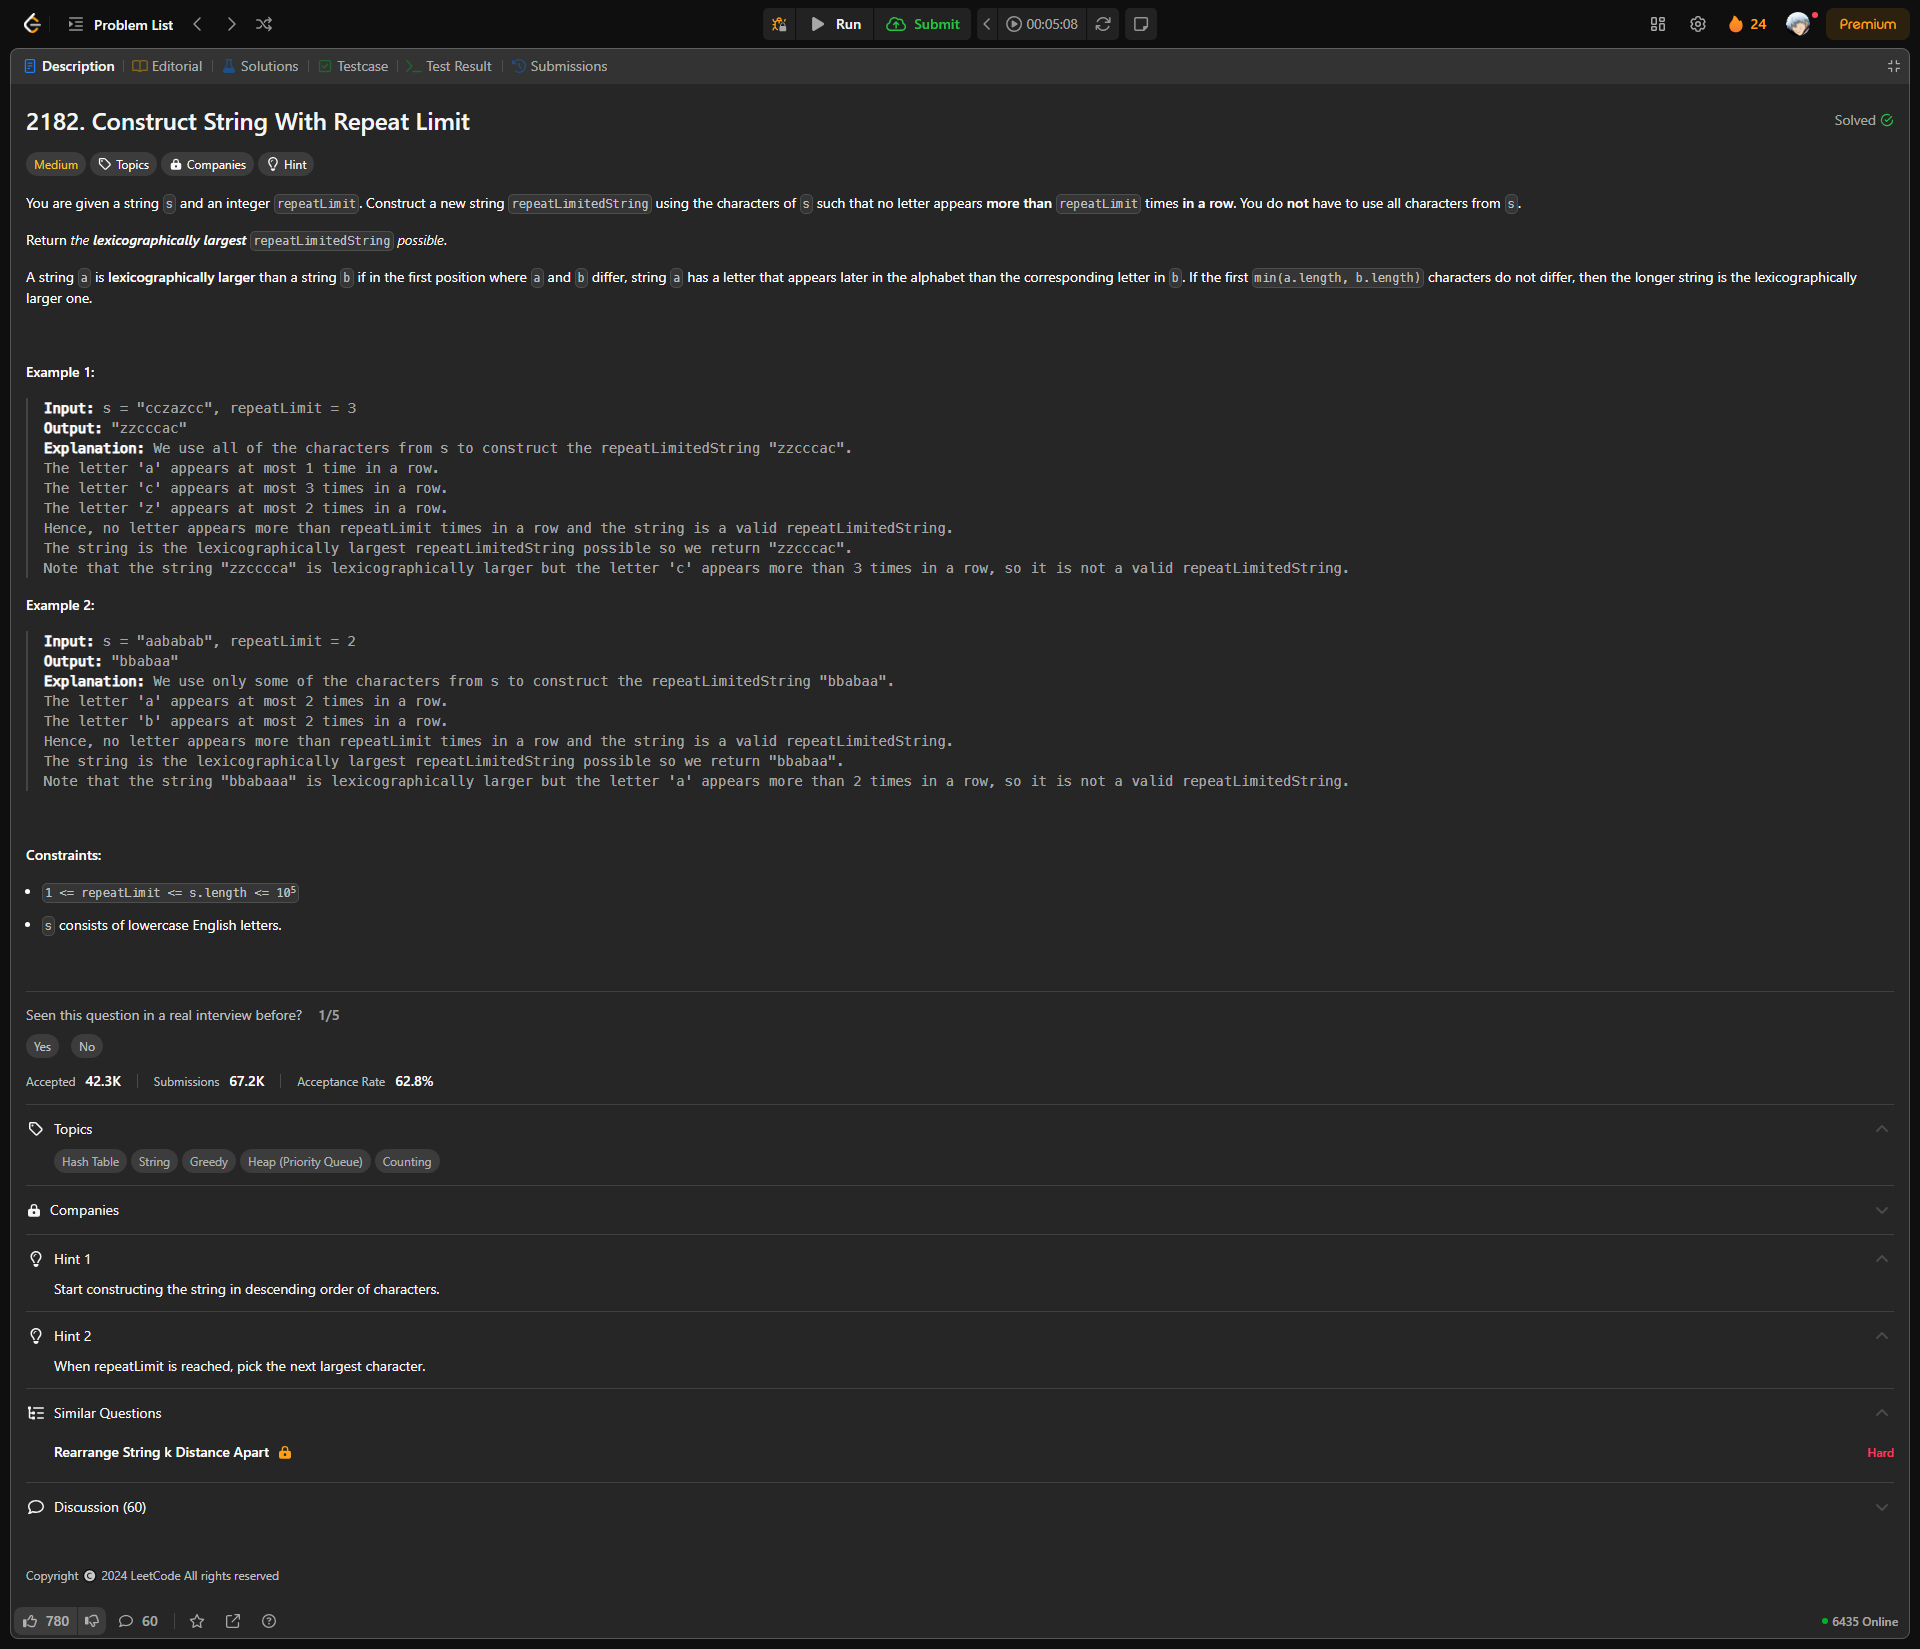 Problem List
Run
Submit
00:05:08
24
Premium
Description
Editorial
Solutions
Testcase
Test Result
Submissions
2182. Construct String With Repeat Limit
Solved
Medium
Topics
Companies
Hint
You are given a string s and an integer repeatLimit. Construct a new string repeatLimitedString using the characters of s such that no letter appears more than repeatLimit times in a row. You do not have to use all characters from s.
Return the lexicographically largest repeatLimitedString possible.
A string a is lexicographically larger than a string b if in the first position where a and b differ, string a has a letter that appears later in the alphabet than the corresponding letter in b. If the first min(a.length, b.length) characters do not differ, then the longer string is the lexicographically
larger one.
Example 1:
Input: s = "cczazcc", repeatLimit = 3
Output: "zzcccac"
Explanation: We use all of the characters from s to construct the repeatLimitedString "zzcccac".
The letter 'a' appears at most 1 time in a row.
The letter 'c' appears at most 3 times in a row.
The letter 'z' appears at most 2 times in a row.
Hence, no letter appears more than repeatLimit times in a row and the string is a valid repeatLimitedString.
The string is the lexicographically largest repeatLimitedString possible so we return "zzcccac".
Note that the string "zzcccca" is lexicographically larger but the letter 'c' appears more than 3 times in a row, so it is not a valid repeatLimitedString.
Example 2:
Input: s = "aababab", repeatLimit = 2
Output: "bbabaa"
Explanation: We use only some of the characters from s to construct the repeatLimitedString "bbabaa".
The letter 'a' appears at most 2 times in a row.
The letter 'b' appears at most 2 times in a row.
Hence, no letter appears more than repeatLimit times in a row and the string is a valid repeatLimitedString.
The string is the lexicographically largest repeatLimitedString possible so we return "bbabaa".
Note that the string "bbabaaa" is lexicographically larger but the letter 'a' appears more than 2 times in a row, so it is not a valid repeatLimitedString.
Constraints:
1 <= repeatLimit <= s.length <= 10⁵
s consists of lowercase English letters.
Seen this question in a real interview before? 1/5
Yes No
Accepted 42.3K Submissions 67.2K Acceptance Rate 62.8%
Topics
Hash Table String Greedy Heap (Priority Queue) Counting
Companies
Hint 1
Start constructing the string in descending order of characters.
Hint 2
When repeatLimit is reached, pick the next largest character.
Similar Questions
Rearrange String k Distance Apart Hard
Discussion (60)
Copyright © 2024 LeetCode All rights reserved
780 60 6435 Online